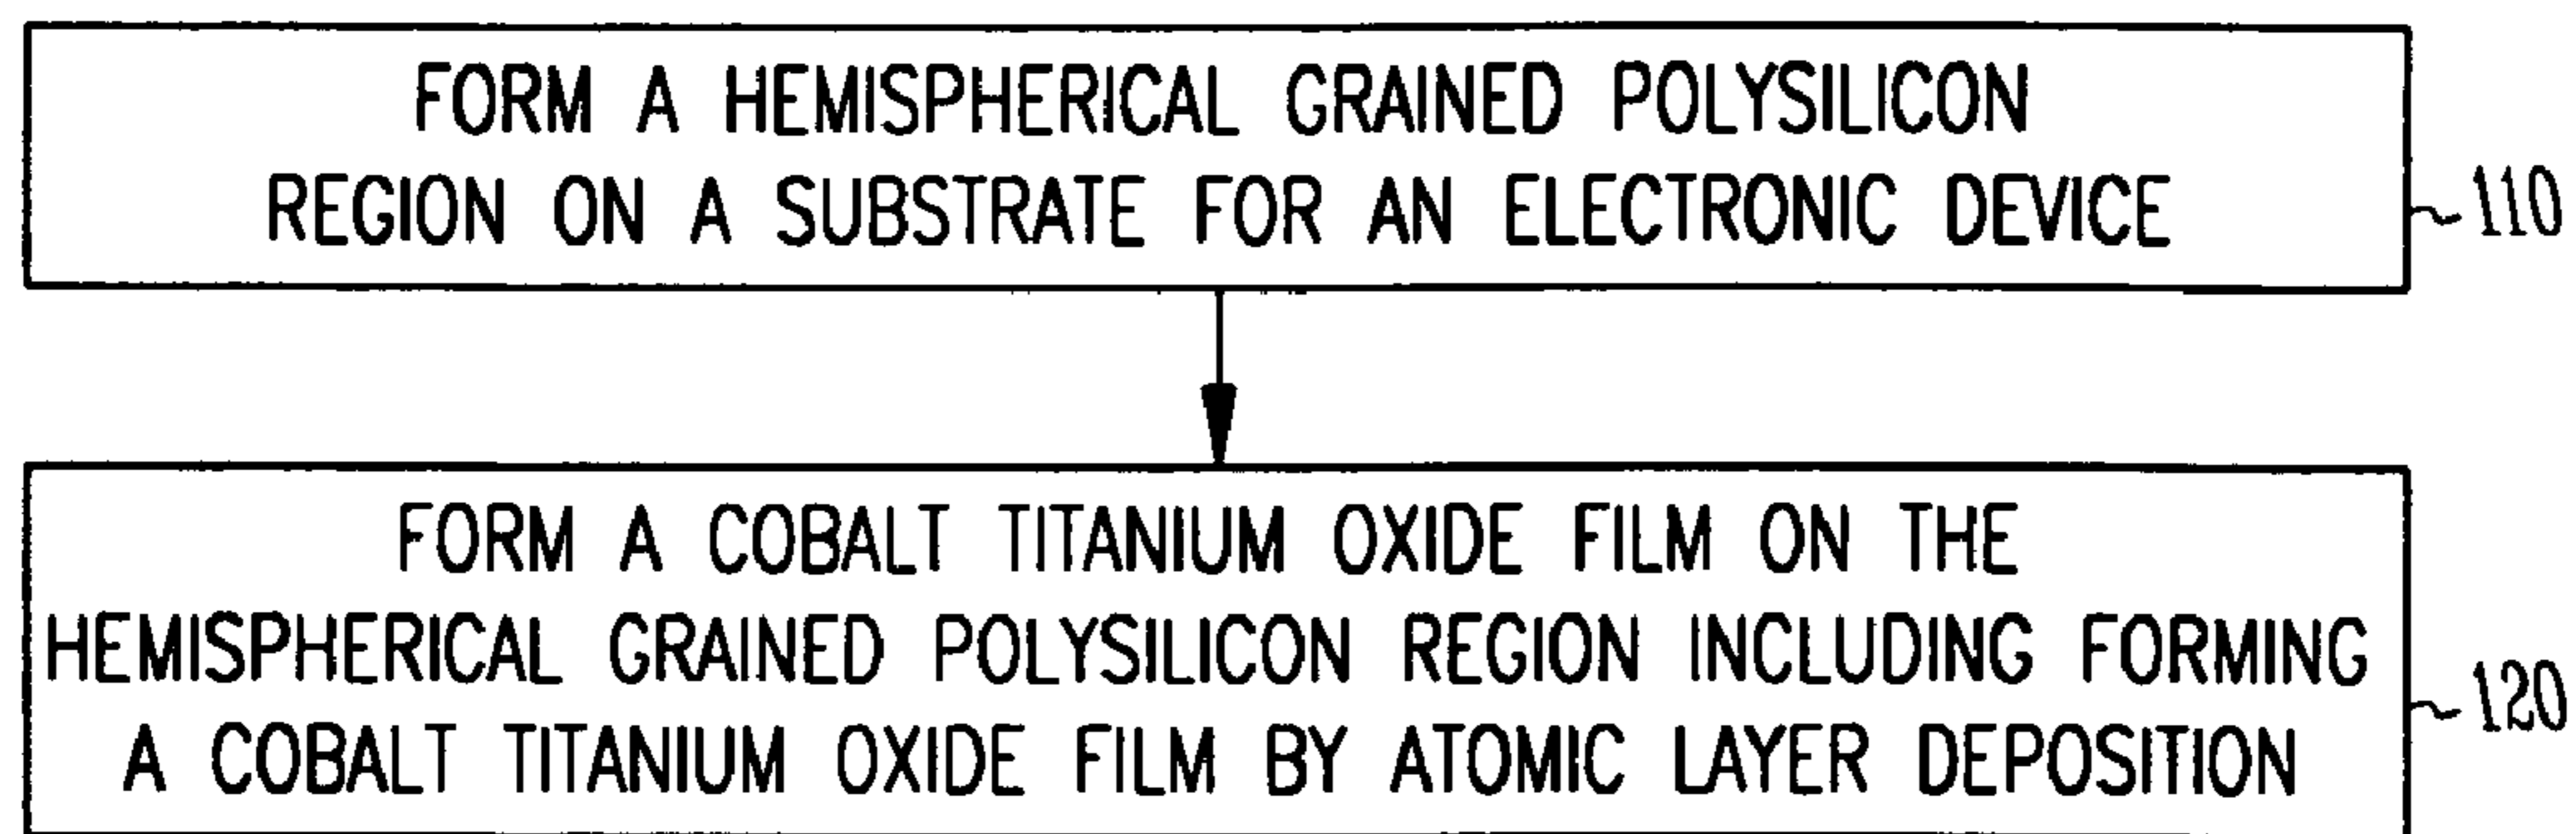 FORM A HEMISPHERICAL GRAINED POLYSILICON
REGION ON A SUBSTRATE FOR AN ELECTRONIC DEVICE
110
FORM A COBALT TITANIUM OXIDE FILM ON THE
HEMISPHERICAL GRAINED POLYSILICON REGION INCLUDING FORMING
A COBALT TITANIUM OXIDE FILM BY ATOMIC LAYER DEPOSITION
120